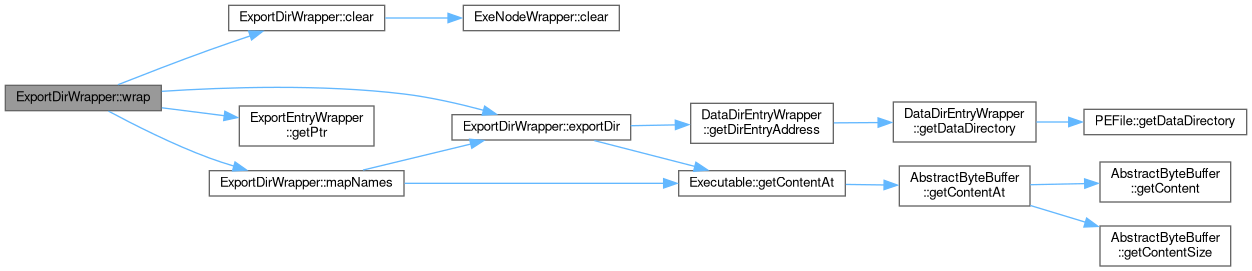 ExportDirWrapper::clear
ExeNodeWrapper::clear
ExportDirWrapper::wrap
ExportEntryWrapper
::getPtr
ExportDirWrapper::exportDir
DataDirEntryWrapper
::getDirEntryAddress
DataDirEntryWrapper
::getDataDirectory
PEFile::getDataDirectory
ExportDirWrapper::mapNames
Executable::getContentAt
AbstractByteBuffer
::getContentAt
AbstractByteBuffer
::getContent
AbstractByteBuffer
::getContentSize